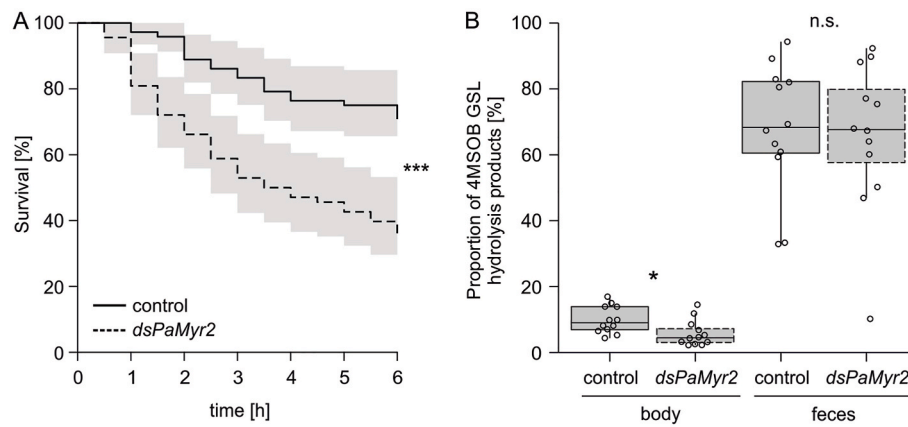 A
100
80
60
40
20
0
Survival [%]
***
control
dsPaMyr2
0 1 2 3 4 5 6
time [h]
B
n.s.
100
80
60
40
20
0
Proportion of 4MSOB GSL
hydrolysis products [%]
*
control dsPaMyr2 control dsPaMyr2
body feces